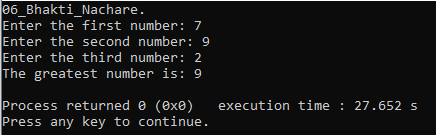 06_Bhakti_Nachare.
Enter the first number: 7
Enter the second number: 9
Enter the third number: 2
The greatest number is: 9
Process returned 0 (0x0)   execution time : 27.652 s
Press any key to continue.